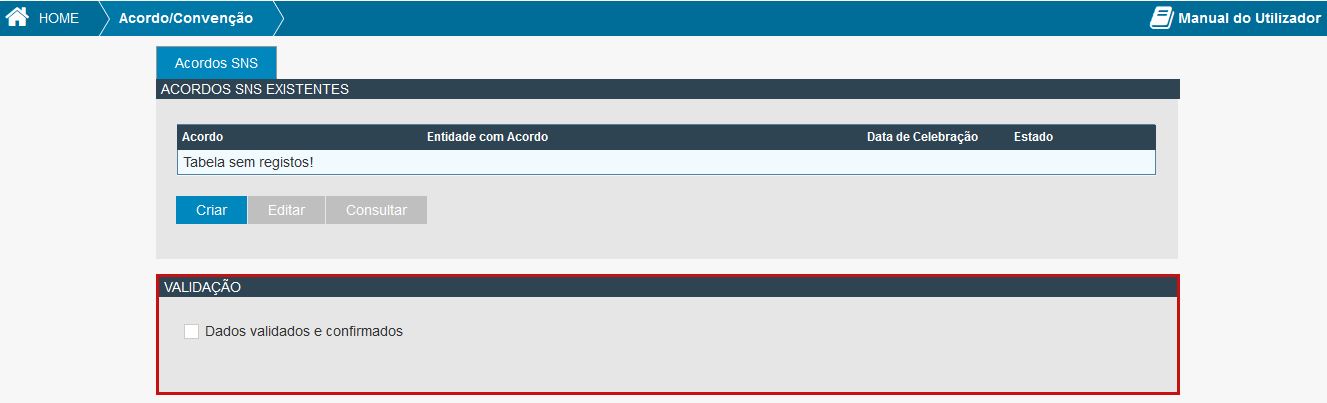 HOME Acordo/Convenção Manual do Utilizador
Acordos SNS
ACORDOS SNS EXISTENTES
Acordo Entidade com Acordo Data de Celebração Estado
Tabela sem registos!
Criar Editar Consultar
VALIDAÇÃO
Dados validados e confirmados